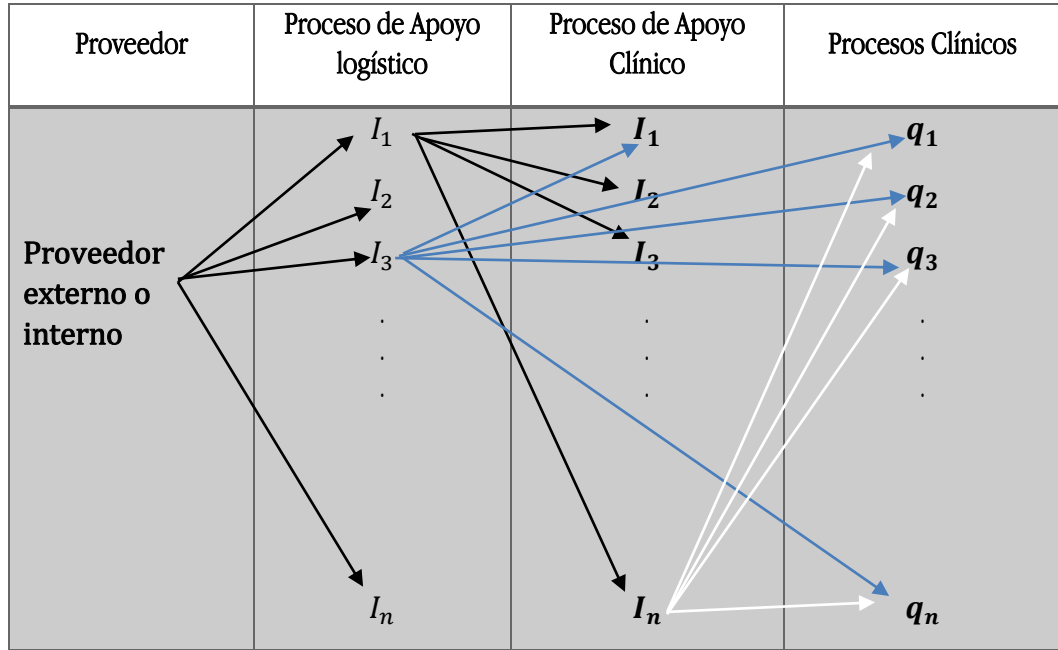 Proveedor
Proceso de Apoyo
logístico
Proceso de Apoyo
Clínico
Procesos Clínicos
Proveedor
externo o
interno
I₁
I₂
I₃
.
.
.
Iₙ
I₁
I₂
I₃
.
.
.
Iₙ
q₁
q₂
q₃
.
.
.
qₙ